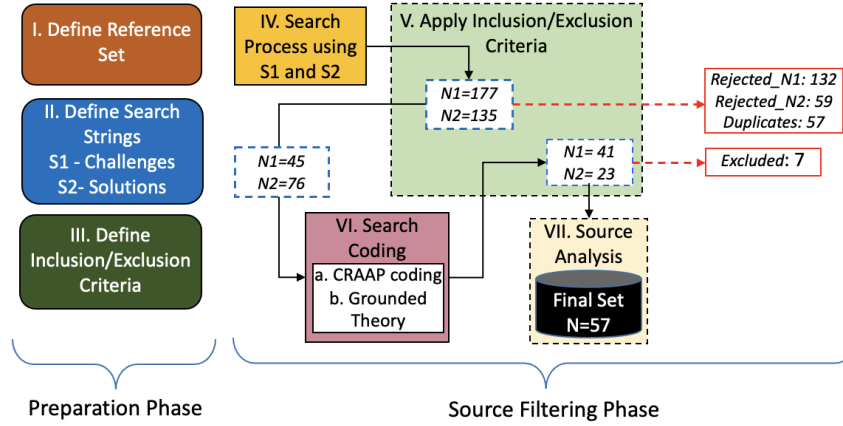 I. Define Reference
Set
II. Define Search
Strings
S1 - Challenges
S2- Solutions
III. Define
Inclusion/Exclusion
Criteria
Preparation Phase
IV. Search
Process using
S1 and S2
V. Apply Inclusion/Exclusion
Criteria
N1=177
N2=135
Rejected_N1: 132
Rejected_N2: 59
Duplicates: 57
N1=45
N2=76
N1= 41
N2= 23
Excluded: 7
VI. Search
Coding
a. CRAAP coding
b. Grounded
Theory
VII. Source
Analysis
Final Set
N=57
Source Filtering Phase